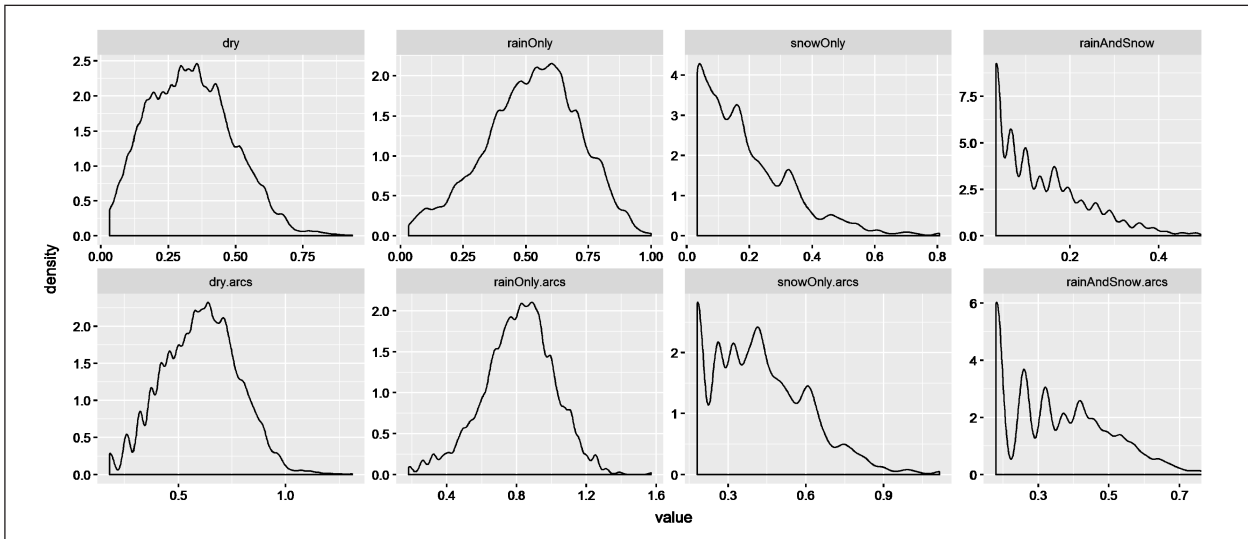 dry rainOnly snowOnly rainAndSnow
2.5 2.0 1.5 1.0 0.5 0.0
2.0 1.5 1.0 0.5 0.0
4 3 2 1 0
7.5 5.0 2.5 0.0
0.00 0.25 0.50 0.75
0.00 0.25 0.50 0.75 1.00
0.0 0.2 0.4 0.6 0.8
0.2 0.4
density
dry.arcs rainOnly.arcs snowOnly.arcs rainAndSnow.arcs
2.0 1.5 1.0 0.5 0.0
2.0 1.5 1.0 0.5 0.0
2 1 0
6 4 2 0
0.5 1.0
0.4 0.8 1.2 1.6
0.3 0.6 0.9
0.3 0.5 0.7
value